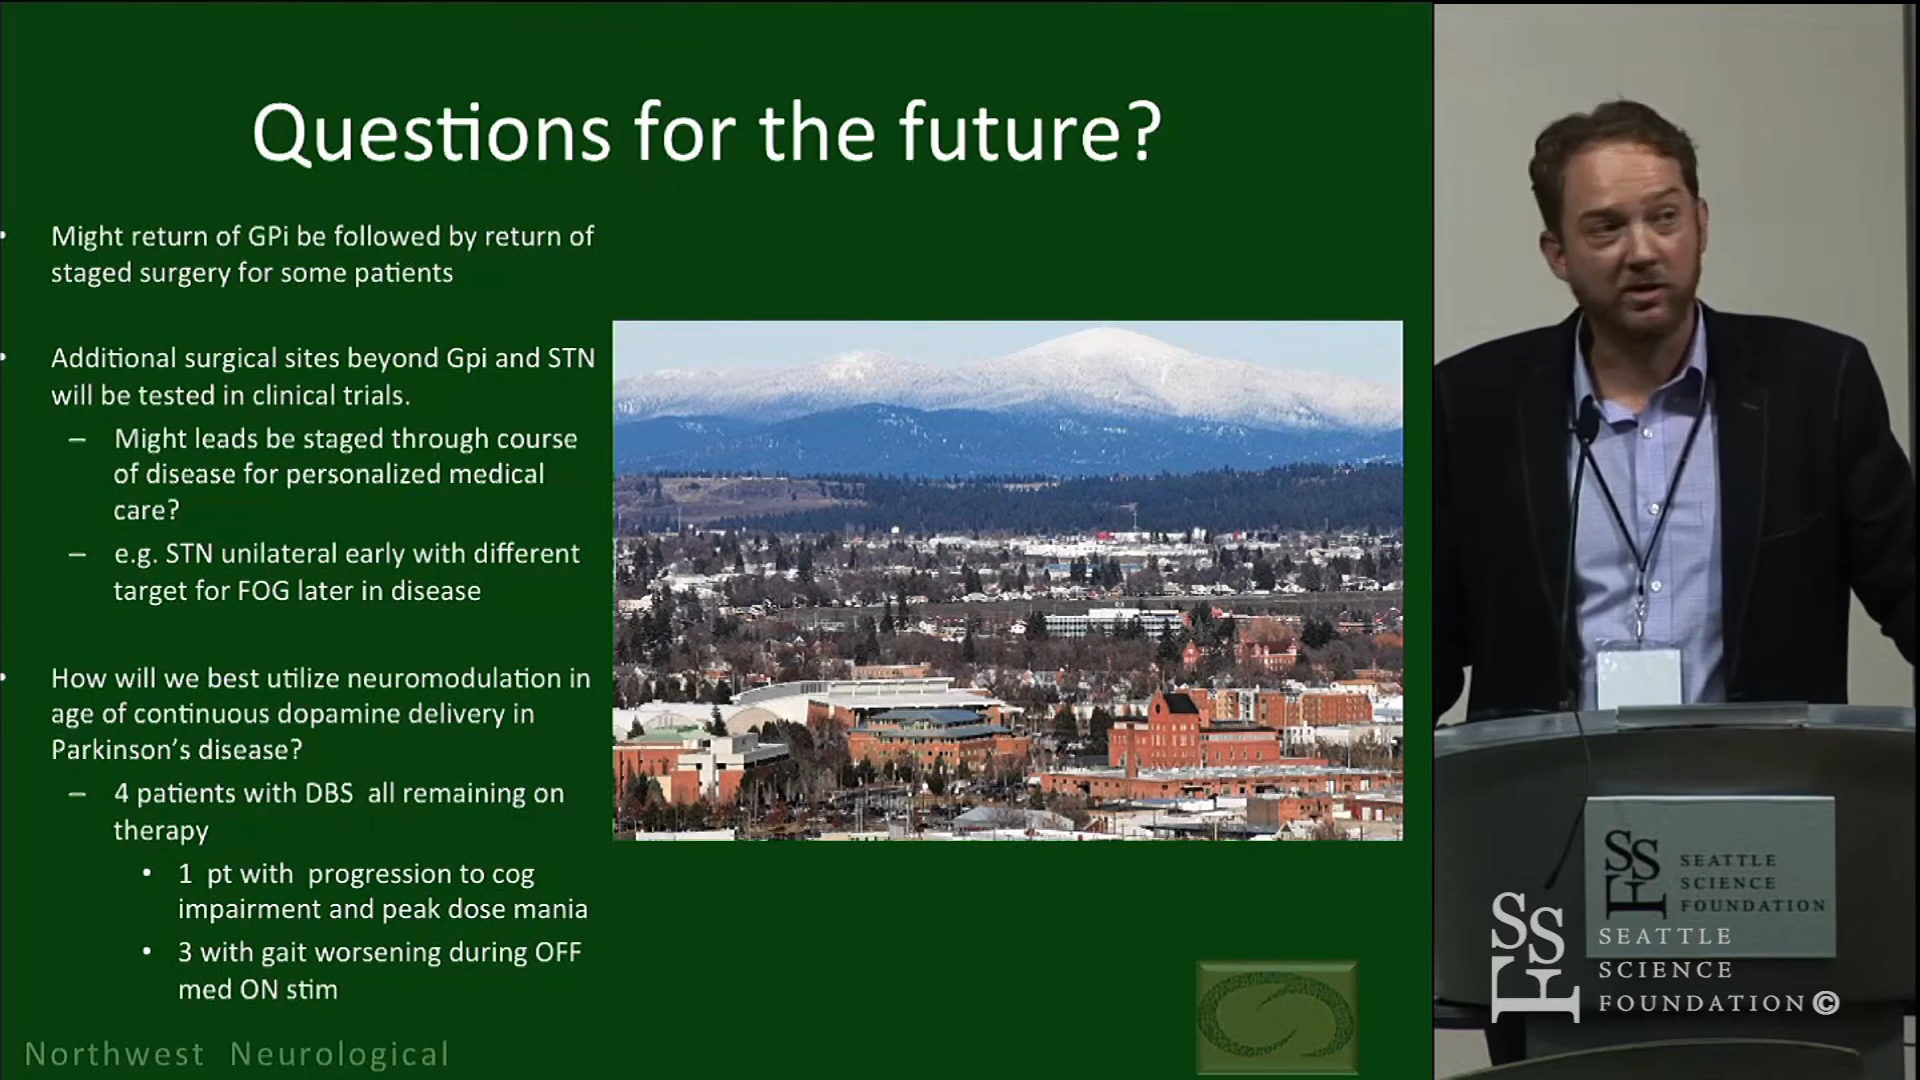 Questions for the future?
• Might return of GPi be followed by return of
staged surgery for some patients
• Additional surgical sites beyond Gpi and STN
will be tested in clinical trials.
– Might leads be staged through course
of disease for personalized medical
care?
– e.g. STN unilateral early with different
target for FOG later in disease
• How will we best utilize neuromodulation in
age of continuous dopamine delivery in
Parkinson’s disease?
– 4 patients with DBS all remaining on
therapy
• 1 pt with progression to cog
impairment and peak dose mania
• 3 with gait worsening during OFF
med ON stim
Northwest Neurological
SSF
SEATTLE
SCIENCE
FOUNDATION
SSF
SEATTLE
SCIENCE
FOUNDATION©